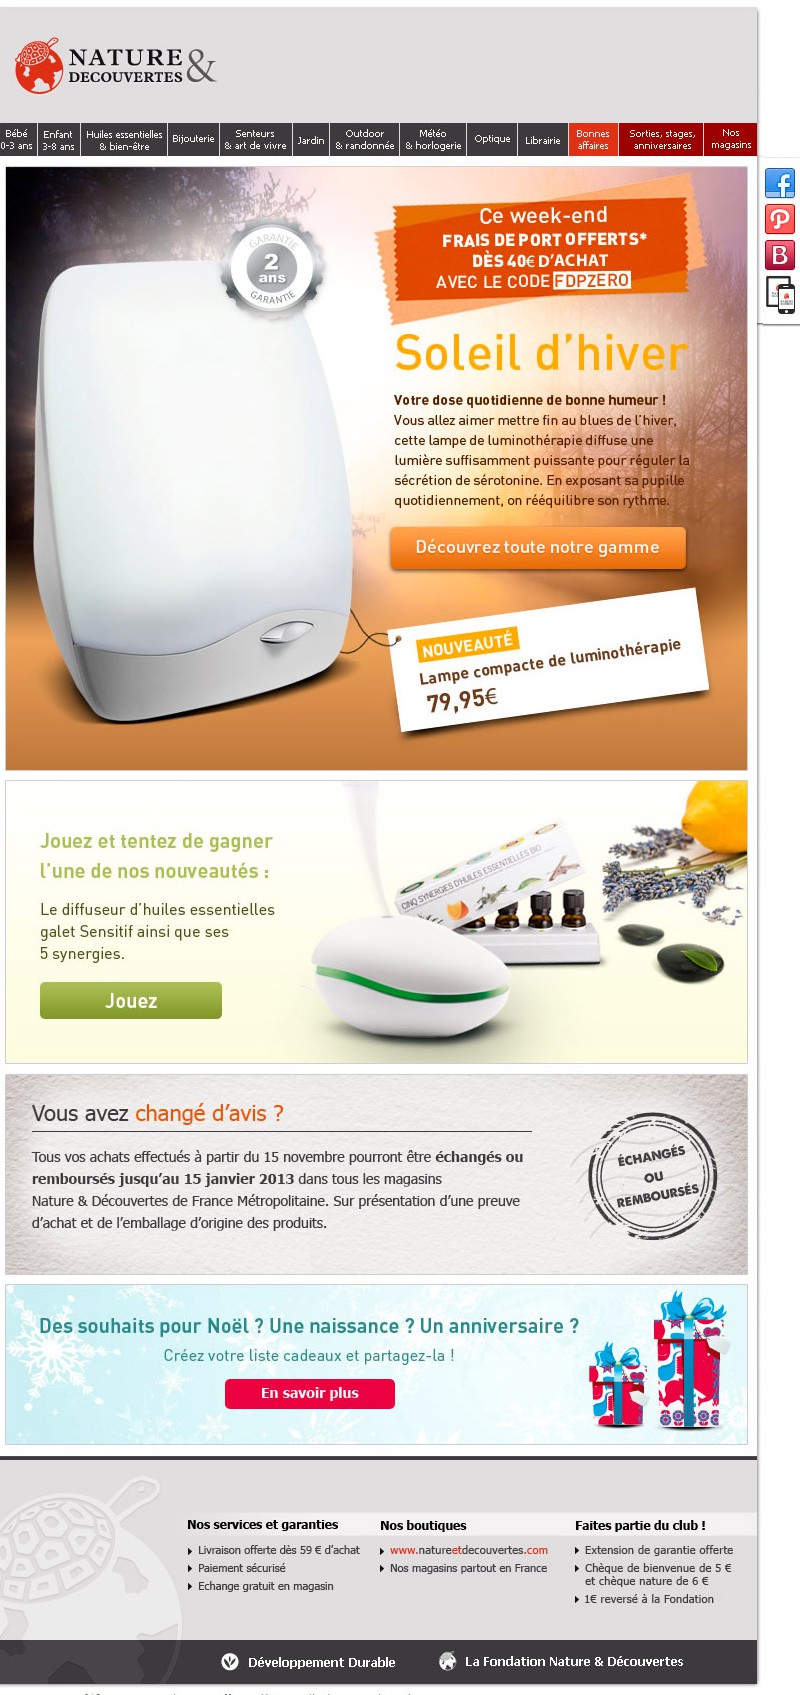 NATURE &
DECOUVERTES
Bébé
0-3 ans
Enfant
3-8 ans
Huiles essentielles
& bien-être
Bijouterie
Senteurs
& art de vivre
Jardin
Outdoor
& randonnée
Météo
& horlogerie
Optique
Librairie
Bonnes
affaires
Sorties, stages,
anniversaires
Nos
magasins
GARANTIE
2
ans
GARANTIE
Ce week-end
FRAIS DE PORT OFFERTS*
DÈS 40€ D'ACHAT
AVEC LE CODE FDPZERO
Soleil d'hiver
Votre dose quotidienne de bonne humeur !
Vous allez aimer mettre fin au blues de l'hiver,
cette lampe de luminothérapie diffuse une
lumière suffisamment puissante pour réguler la
sécrétion de sérotonine. En exposant sa pupille
quotidiennement, on rééquilibre son rythme.
Découvrez toute notre gamme
NOUVEAUTÉ
Lampe compacte de luminothérapie
79,95€
Jouez et tentez de gagner
l'une de nos nouveautés :
Le diffuseur d'huiles essentielles
galet Sensitif ainsi que ses
5 synergies.
Jouez
CINQ SYNERGIES D'HUILES ESSENTIELLES BIO
Vous avez changé d'avis ?
Tous vos achats effectués à partir du 15 novembre pourront être échangés ou
remboursés jusqu'au 15 janvier 2013 dans tous les magasins
Nature & Découvertes de France Métropolitaine. Sur présentation d'une preuve
d'achat et de l'emballage d'origine des produits.
ÉCHANGÉS
OU
REMBOURSÉS
Des souhaits pour Noël ? Une naissance ? Un anniversaire ?
Créez votre liste cadeaux et partagez-la !
En savoir plus
Nos services et garanties
Livraison offerte dès 59 € d'achat
Paiement sécurisé
Echange gratuit en magasin
Nos boutiques
www.natureetdecouvertes.com
Nos magasins partout en France
Faites partie du club !
Extension de garantie offerte
Chèque de bienvenue de 5 €
et chèque nature de 6 €
1€ reversé à la Fondation
Développement Durable
La Fondation Nature & Découvertes